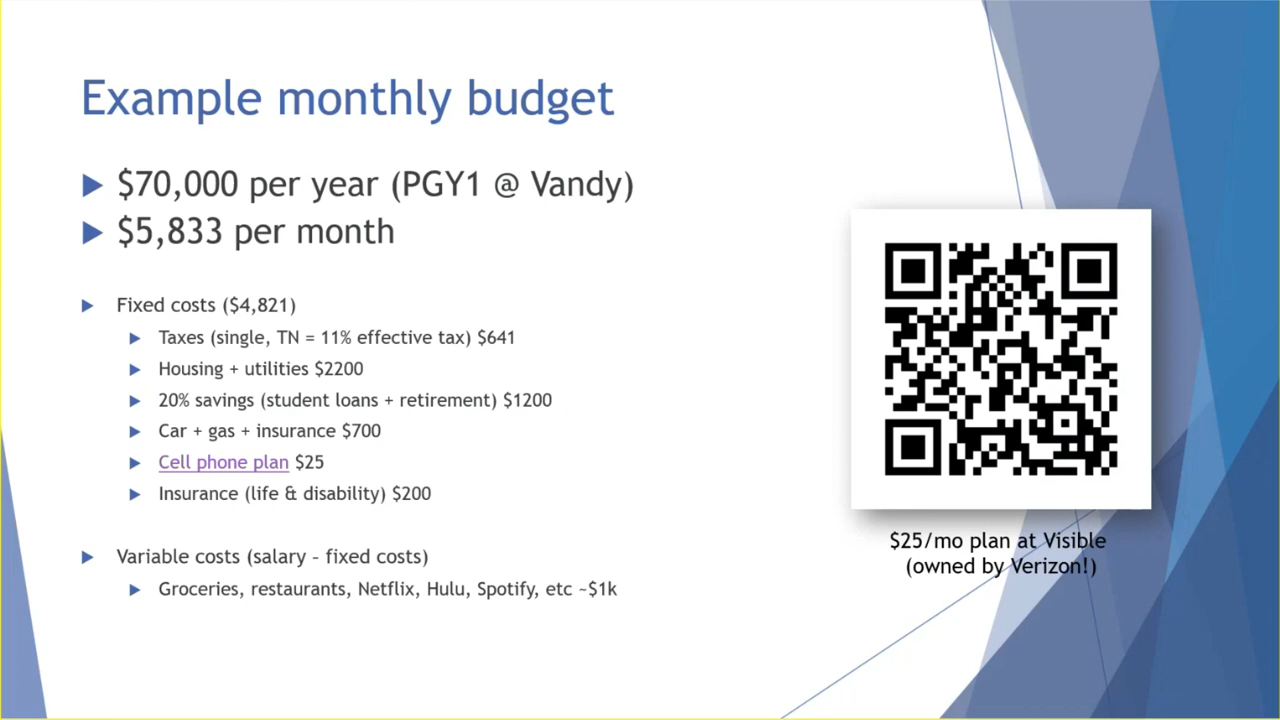 Example monthly budget
$70,000 per year (PGY1 @ Vandy)
$5,833 per month
Fixed costs ($4,821)
Taxes (single, TN = 11% effective tax) $641
Housing + utilities $2200
20% savings (student loans + retirement) $1200
Car + gas + insurance $700
Cell phone plan $25
Insurance (life & disability) $200
Variable costs (salary – fixed costs)
Groceries, restaurants, Netflix, Hulu, Spotify, etc ~$1k
$25/mo plan at Visible
(owned by Verizon!)